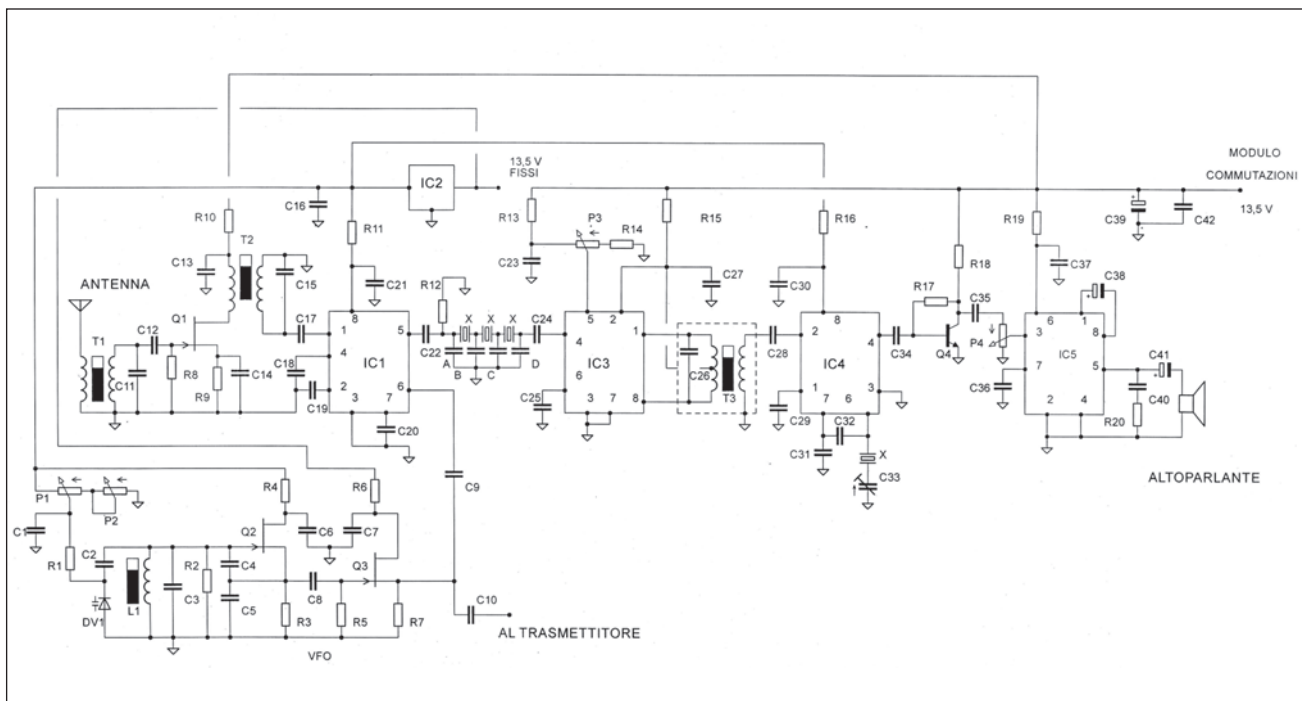 MODULO
COMMUTAZIONI
13,5 V
FISSI
IC2
C16
R10
T2
R11
R13
P3
R14
R15
R16
R19
C39
C42
13,5 V
C13
C15
C21
R12
C23
C27
C30
R18
C37
C38
ANTENNA
Q1
C17
R17
C35
T1
C12
C11
R8
R9
C14
C18
C19
8
1
5
4
IC1
2
6
3
7
C20
C22
X
X
X
C24
A
B
C
D
5
2
4
1
IC3
6
3
7
8
C25
C26
T3
C28
2
8
4
IC4
1
3
7
6
C29
C31
C32
X
C33
C34
Q4
P4
6
1
3
8
IC5
7
5
2
4
C36
C41
C40
R20
ALTOPARLANTE
C9
P1
P2
C1
R1
C2
DV1
L1
C3
R2
R4
R6
Q2
C6
C7
C4
C5
C8
Q3
R3
R5
R7
C10
AL TRASMETTITORE
VFO